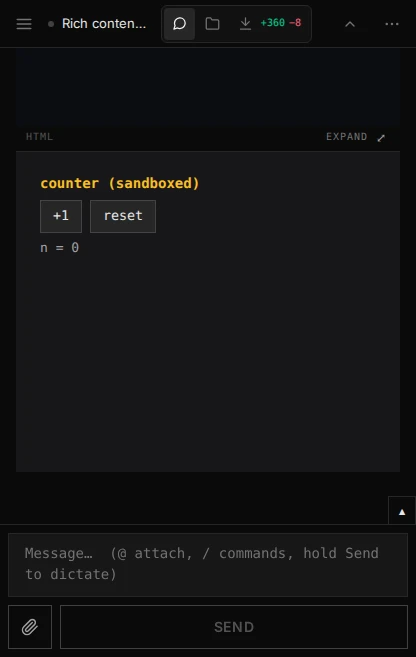 Rich conten...
+360 −8
HTML
EXPAND
counter (sandboxed)
+1
reset
n = 0
Message… (@ attach, / commands, hold Send
to dictate)
SEND